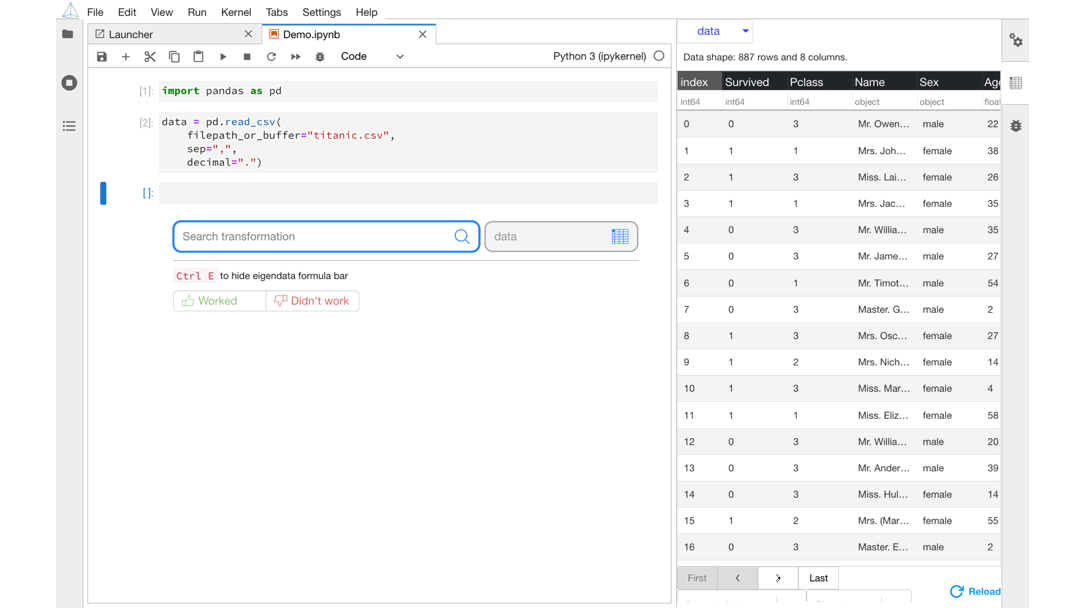 File Edit View Run Kernel Tabs Settings Help
Launcher
Demo.ipynb
Code
Python 3 (ipykernel)
[1]: import pandas as pd
[2]: data = pd.read_csv(
filepath_or_buffer="titanic.csv",
sep=",",
decimal=".")
[]:
Search transformation
data
Ctrl E to hide eigendata formula bar
Worked
Didn't work
data
Data shape: 887 rows and 8 columns.
index Survived Pclass Name Sex Age
int64 int64 int64 object object float
0 0 3 Mr. Owen... male 22
1 1 1 Mrs. Joh... female 38
2 1 3 Miss. Lai... female 26
3 1 1 Mrs. Jac... female 35
4 0 3 Mr. Willia... male 35
5 0 3 Mr. Jame... male 27
6 0 1 Mr. Timot... male 54
7 0 3 Master. G... male 2
8 1 3 Mrs. Osc... female 27
9 1 2 Mrs. Nich... female 14
10 1 3 Miss. Mar... female 4
11 1 1 Miss. Eliz... female 58
12 0 3 Mr. Willia... male 20
13 0 3 Mr. Ander... male 39
14 0 3 Miss. Hul... female 14
15 1 2 Mrs. (Mar... female 55
16 0 3 Master. E... male 2
First < > Last
Reload